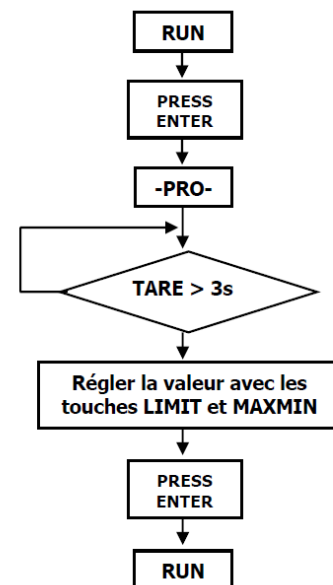 RUN
PRESS
ENTER
-PRO-
TARE > 3s
Régler la valeur avec les
touches LIMIT et MAXMIN
PRESS
ENTER
RUN